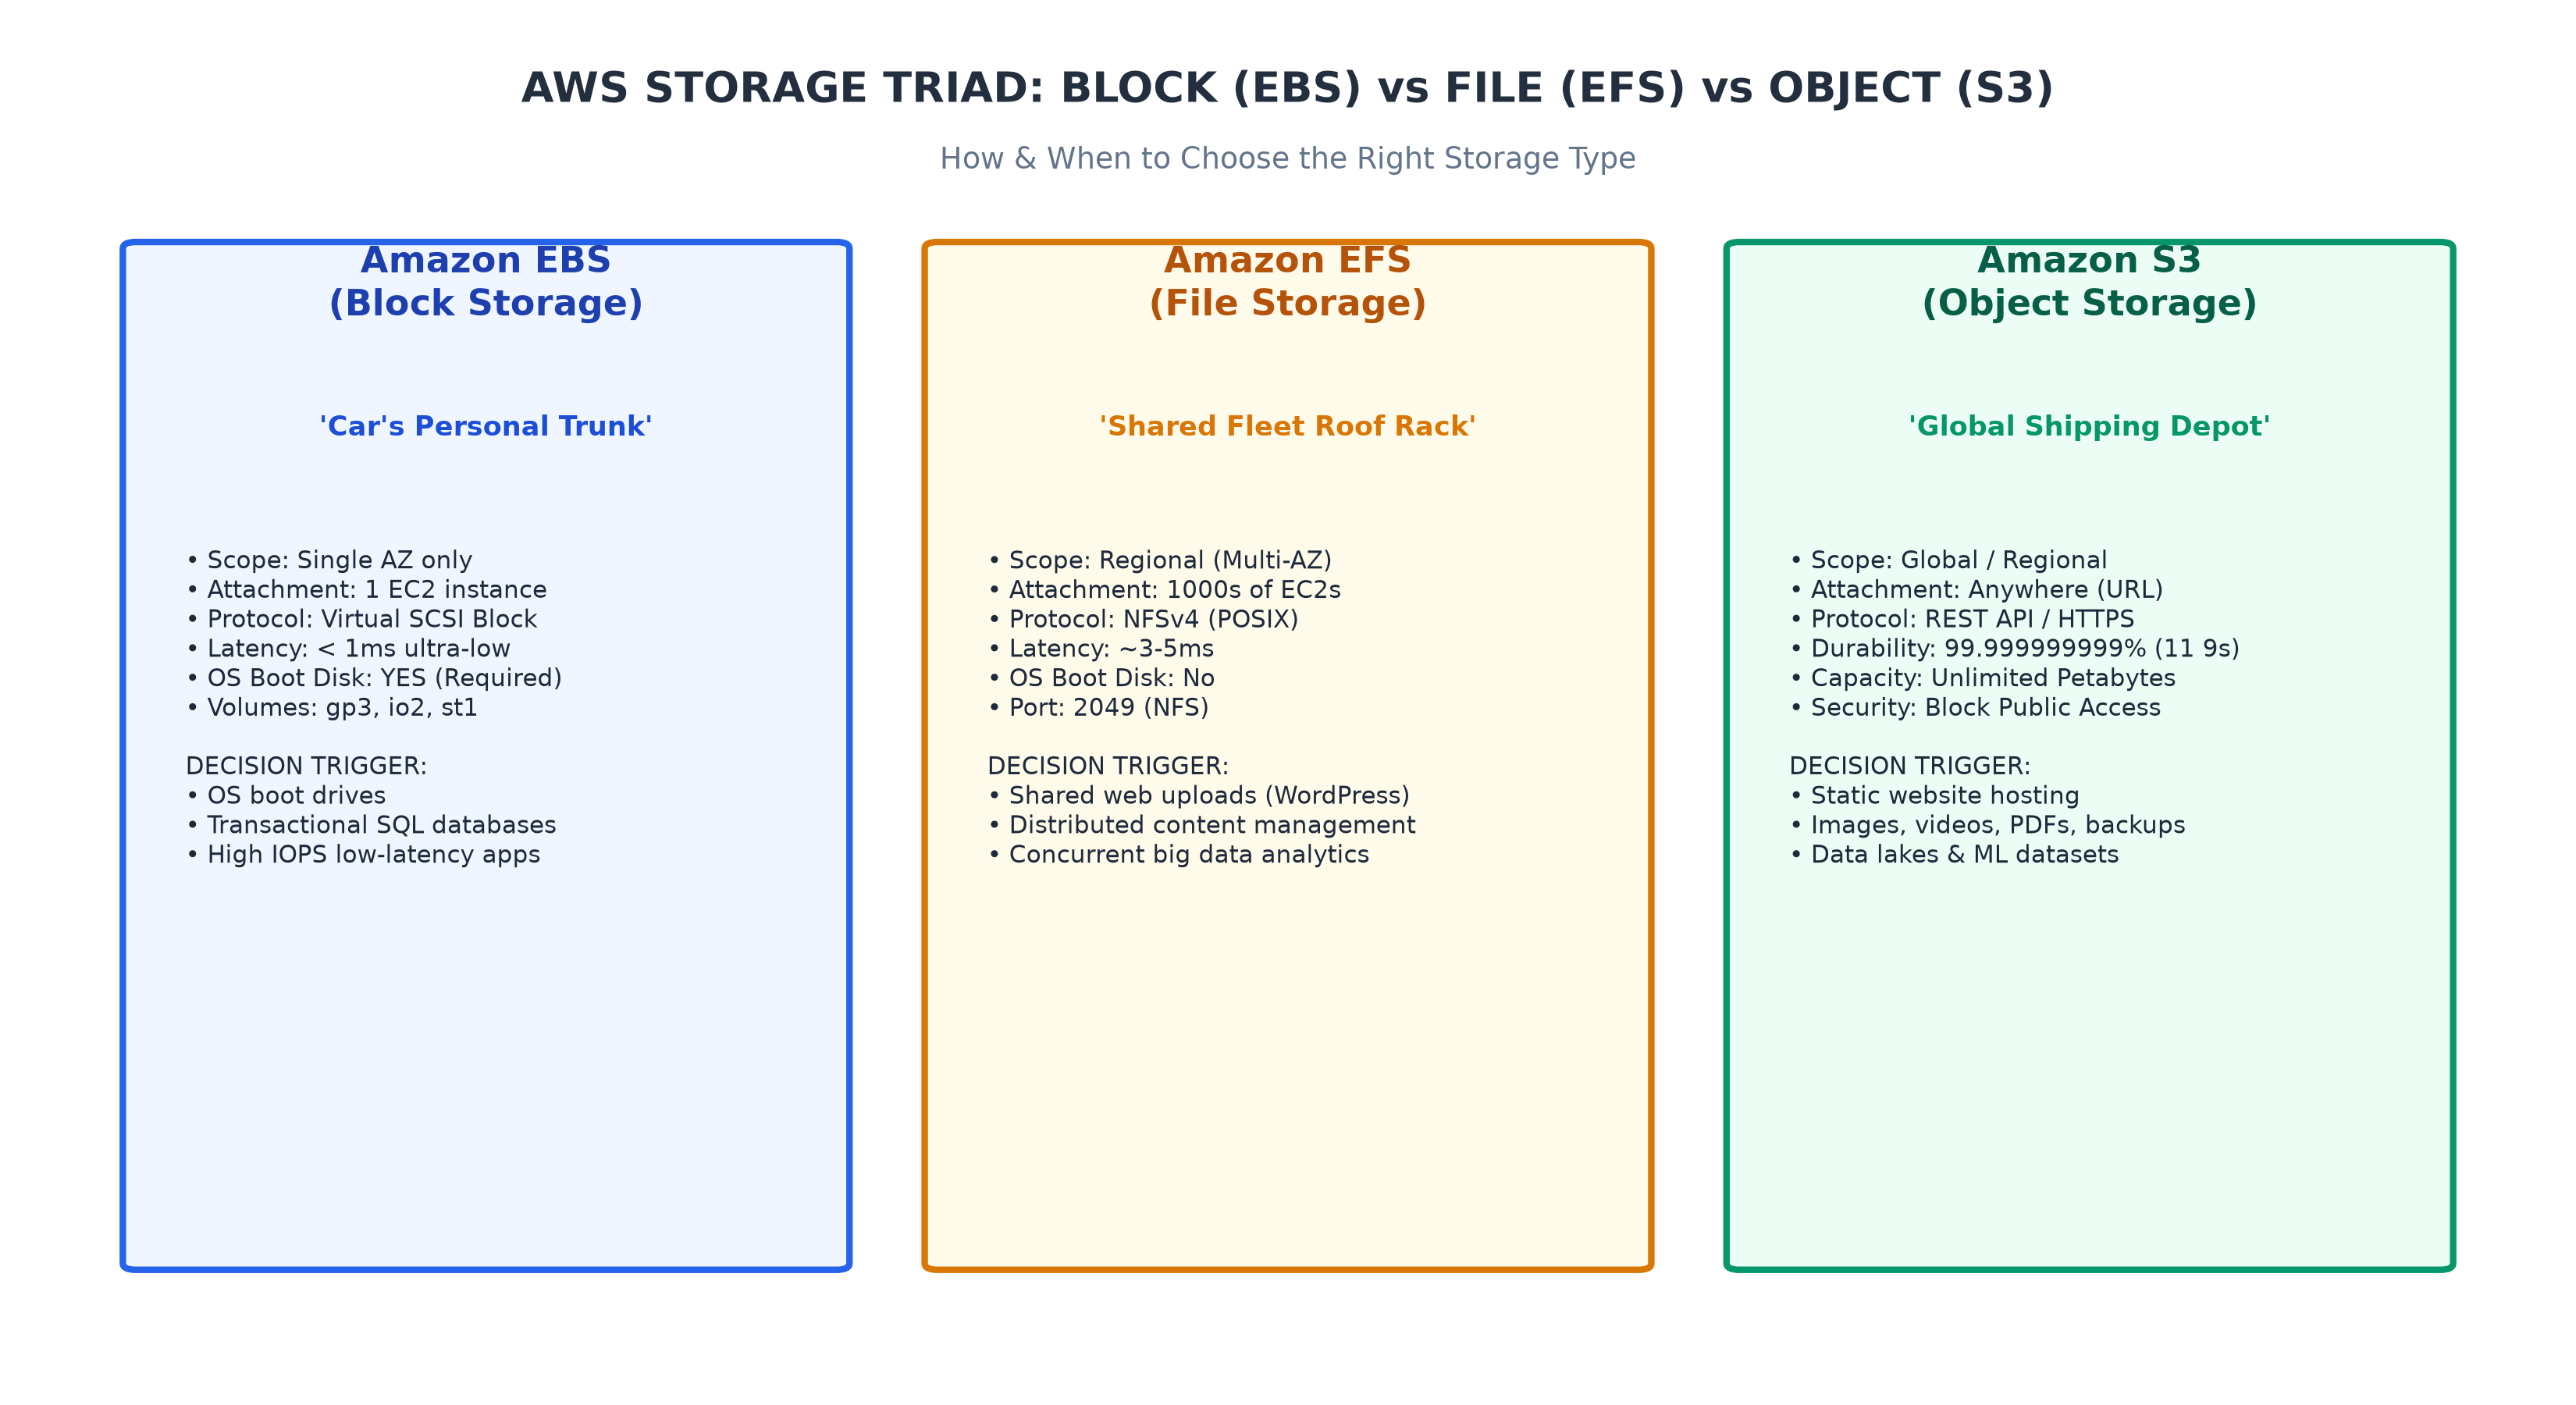 AWS STORAGE TRIAD: BLOCK (EBS) vs FILE (EFS) vs OBJECT (S3)
How & When to Choose the Right Storage Type
Amazon EBS
(Block Storage)
'Car's Personal Trunk'
• Scope: Single AZ only
• Attachment: 1 EC2 instance
• Protocol: Virtual SCSI Block
• Latency: < 1ms ultra-low
• OS Boot Disk: YES (Required)
• Volumes: gp3, io2, st1
DECISION TRIGGER:
• OS boot drives
• Transactional SQL databases
• High IOPS low-latency apps
Amazon EFS
(File Storage)
'Shared Fleet Roof Rack'
• Scope: Regional (Multi-AZ)
• Attachment: 1000s of EC2s
• Protocol: NFSv4 (POSIX)
• Latency: ~3-5ms
• OS Boot Disk: No
• Port: 2049 (NFS)
DECISION TRIGGER:
• Shared web uploads (WordPress)
• Distributed content management
• Concurrent big data analytics
Amazon S3
(Object Storage)
'Global Shipping Depot'
• Scope: Global / Regional
• Attachment: Anywhere (URL)
• Protocol: REST API / HTTPS
• Durability: 99.999999999% (11 9s)
• Capacity: Unlimited Petabytes
• Security: Block Public Access
DECISION TRIGGER:
• Static website hosting
• Images, videos, PDFs, backups
• Data lakes & ML datasets